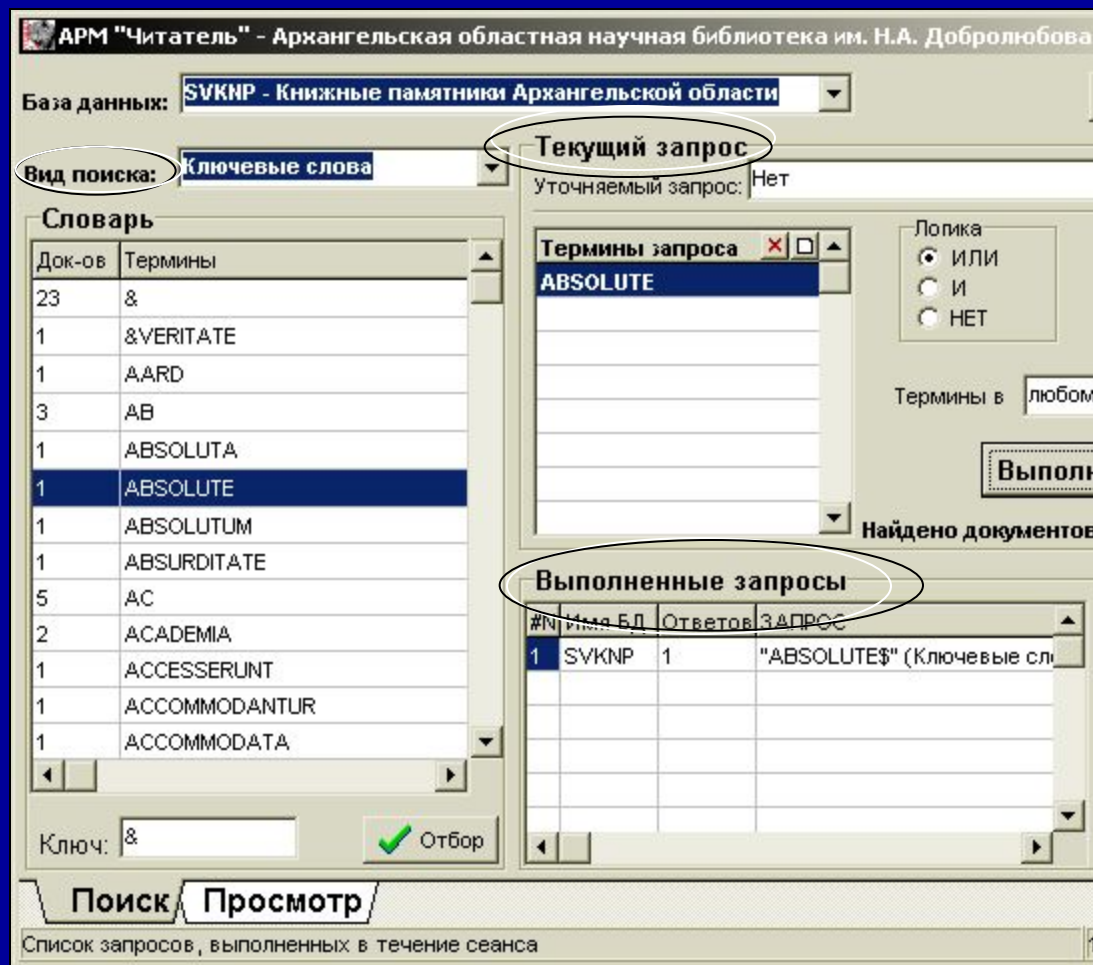 АРМ "Читатель" - Архангельская областная научная библиотека им. Н.А. Добролюбова
База данных: SVKNP - Книжные памятники Архангельской области
Вид поиска: Ключевые слова
Словарь
Док-ов Термины
23 &
1 &VERITATE
1 AARD
3 AB
1 ABSOLUTA
1 ABSOLUTE
1 ABSOLUTUM
1 ABSURDITATE
5 AC
2 ACADEMIA
1 ACCESSERUNT
1 ACCOMMODANTUR
1 ACCOMMODATA
Ключ: &
Отбор
Текущий запрос
Уточняемый запрос: Нет
Термины запроса
ABSOLUTE
Логика
ИЛИ
И
НЕТ
Термины в любом
Выполн
Найдено документов
Выполненные запросы
#N Имя БД Ответов ЗАПРОС
1 SVKNP 1 "ABSOLUTE$" (Ключевые сло
Поиск Просмотр
Список запросов, выполненных в течение сеанса